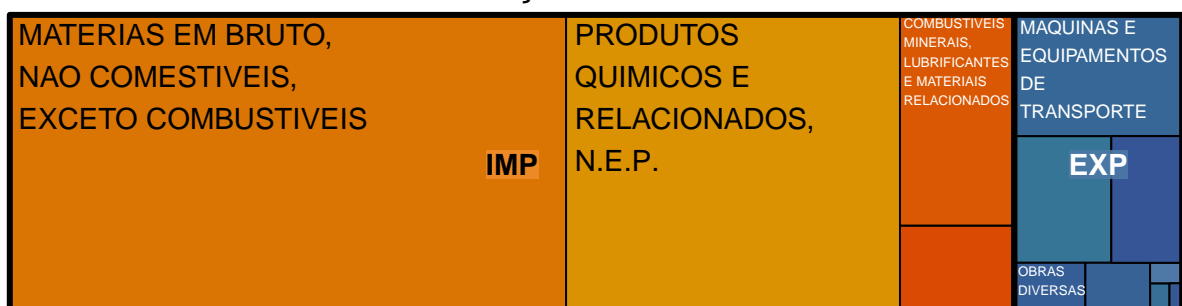 MATERIAS EM BRUTO,
NAO COMESTIVEIS,
EXCETO COMBUSTIVEIS
IMP
PRODUTOS
QUIMICOS E
RELACIONADOS,
N.E.P.
COMBUSTIVEIS
MINERAIS,
LUBRIFICANTES
E MATERIAIS
RELACIONADOS
MAQUINAS E
EQUIPAMENTOS
DE
TRANSPORTE
EXP
OBRAS
DIVERSAS